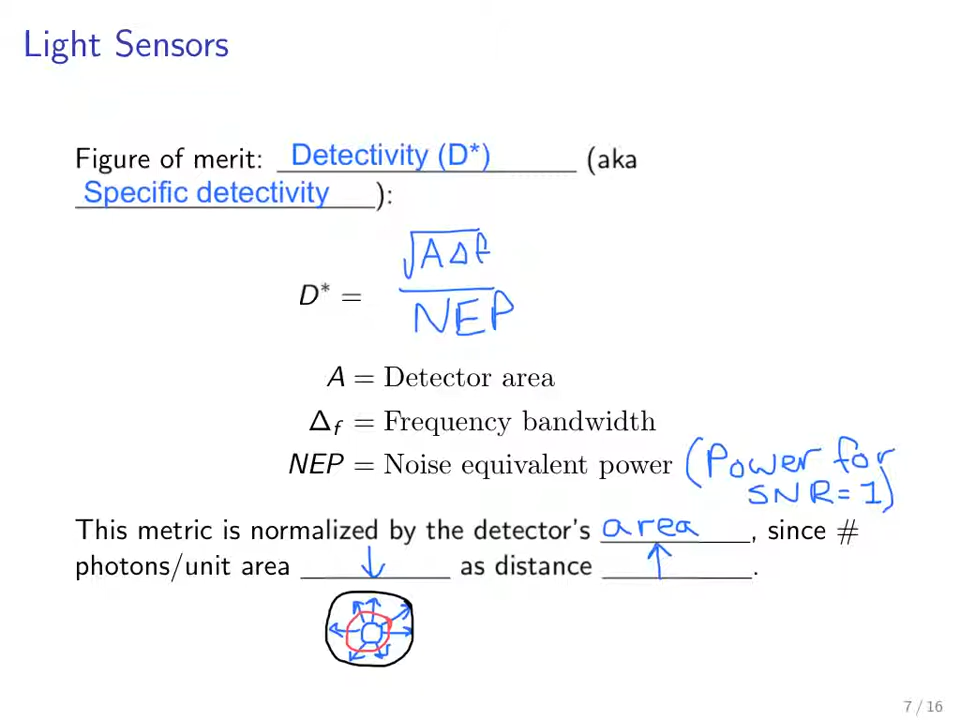 Light Sensors
Figure of merit: Detectivity (D*) (aka
Specific detectivity ):
D* = √AΔf / NEP
A = Detector area
Δf = Frequency bandwidth
NEP = Noise equivalent power (Power for
SNR=1)
This metric is normalized by the detector's area , since #
photons/unit area ↓ as distance ↑ .
7 / 16